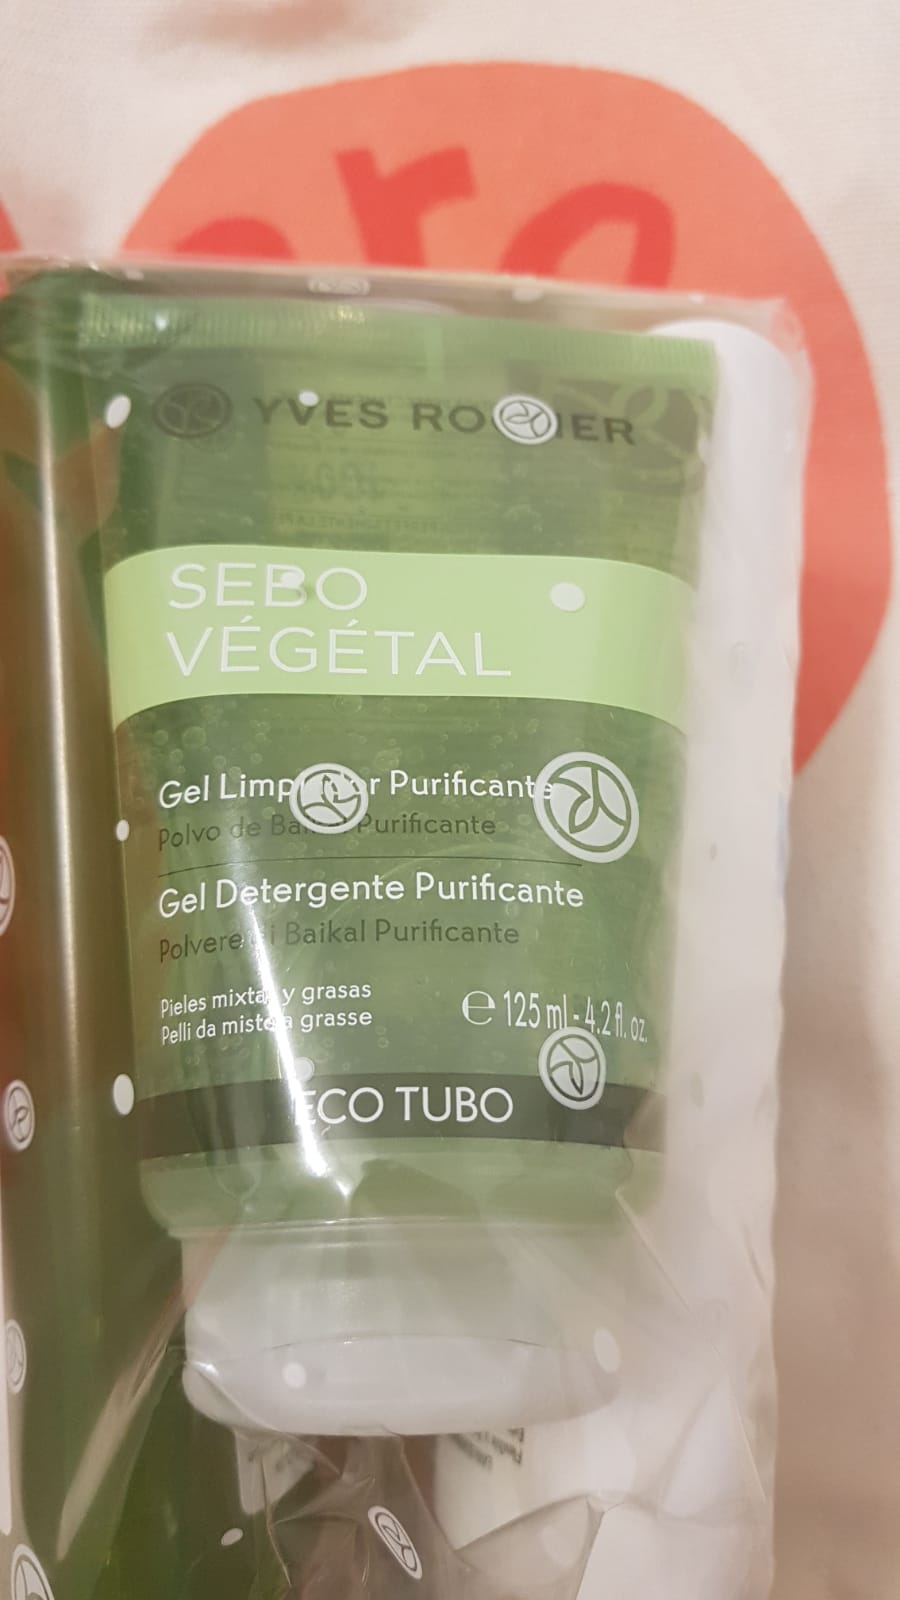 YVES ROCHER
SEBO
VÉGÉTAL
Gel Limpiador Purificante
Polvo de Baikal Purificante
Gel Detergente Purificante
Polvere di Baikal Purificante
Pieles mixtas y grasas
Pelli da miste a grasse
℮ 125 ml - 4.2 fl. oz.
ECO TUBO